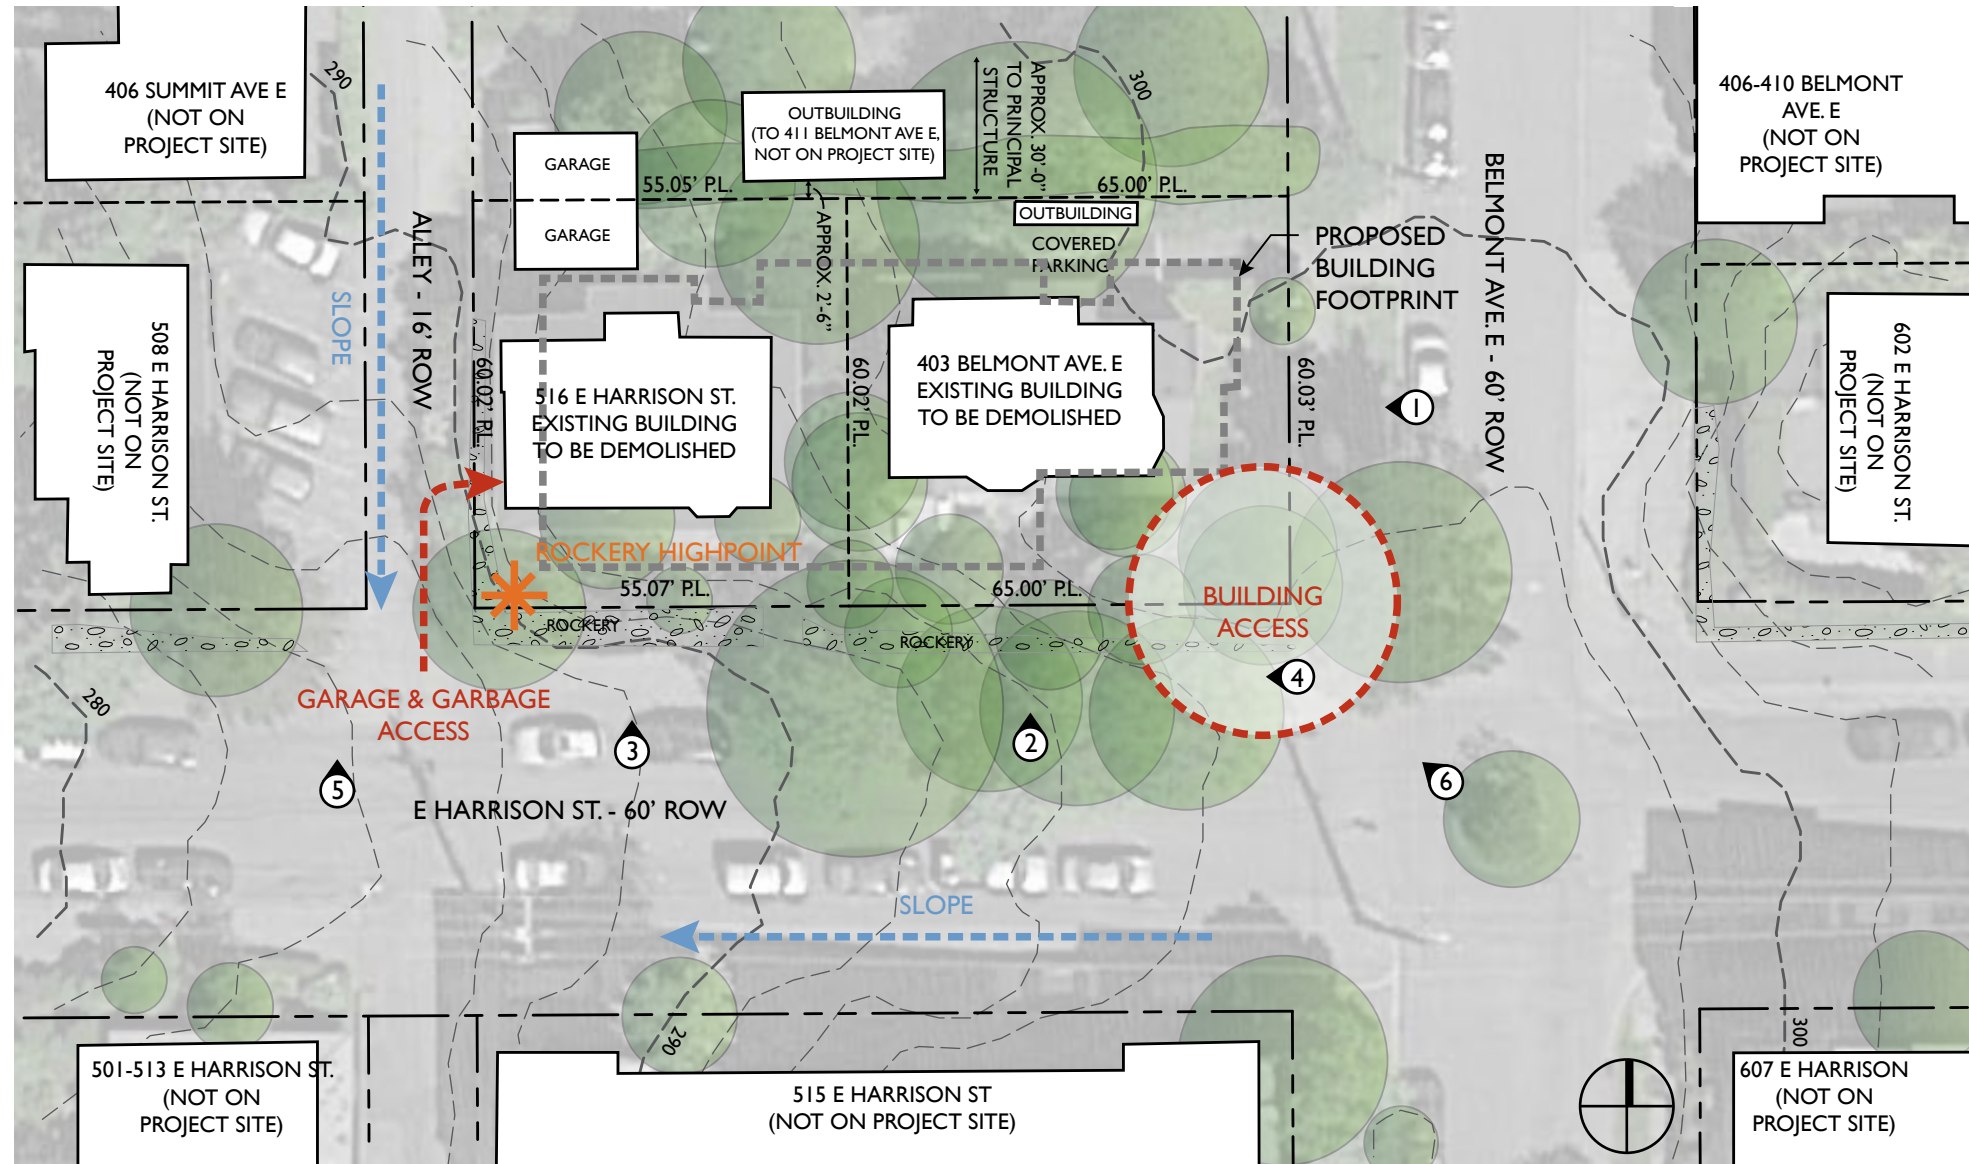 406 SUMMIT AVE E
(NOT ON
PROJECT SITE)
290
OUTBUILDING
(TO 411 BELMONT AVE E,
NOT ON PROJECT SITE)
APPROX. 30'-0"
TO PRINCIPAL
STRUCTURE
300
406-410 BELMONT
AVE. E
(NOT ON
PROJECT SITE)
GARAGE
GARAGE
55.05' P.L.
65.00' P.L.
OUTBUILDING
COVERED
PARKING
APPROX. 2'-6"
PROPOSED
BUILDING
FOOTPRINT
BELMONT AVE. E - 60' ROW
ALLEY - 16' ROW
SLOPE
508 E HARRISON ST.
(NOT ON
PROJECT SITE)
60.02' P.L.
516 E HARRISON ST.
EXISTING BUILDING
TO BE DEMOLISHED
60.02' P.L.
403 BELMONT AVE. E
EXISTING BUILDING
TO BE DEMOLISHED
60.03' P.L.
1
602 E HARRISON ST.
(NOT ON
PROJECT SITE)
ROCKERY HIGHPOINT
55.07' P.L.
65.00' P.L.
ROCKERY
ROCKERY
BUILDING
ACCESS
4
280
GARAGE & GARBAGE
ACCESS
3
2
5
6
E HARRISON ST. - 60' ROW
SLOPE
290
300
501-513 E HARRISON ST.
(NOT ON
PROJECT SITE)
515 E HARRISON ST
(NOT ON PROJECT SITE)
607 E HARRISON
(NOT ON
PROJECT SITE)